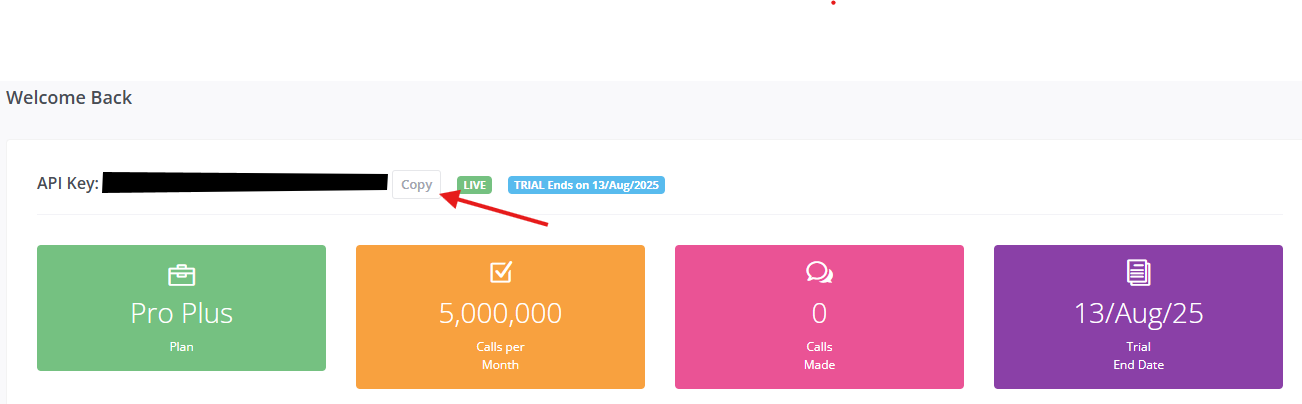 Welcome Back
API Key: Copy LIVE TRIAL Ends on 13/Aug/2025
Pro Plus
Plan
5,000,000
Calls per
Month
0
Calls
Made
13/Aug/25
Trial
End Date